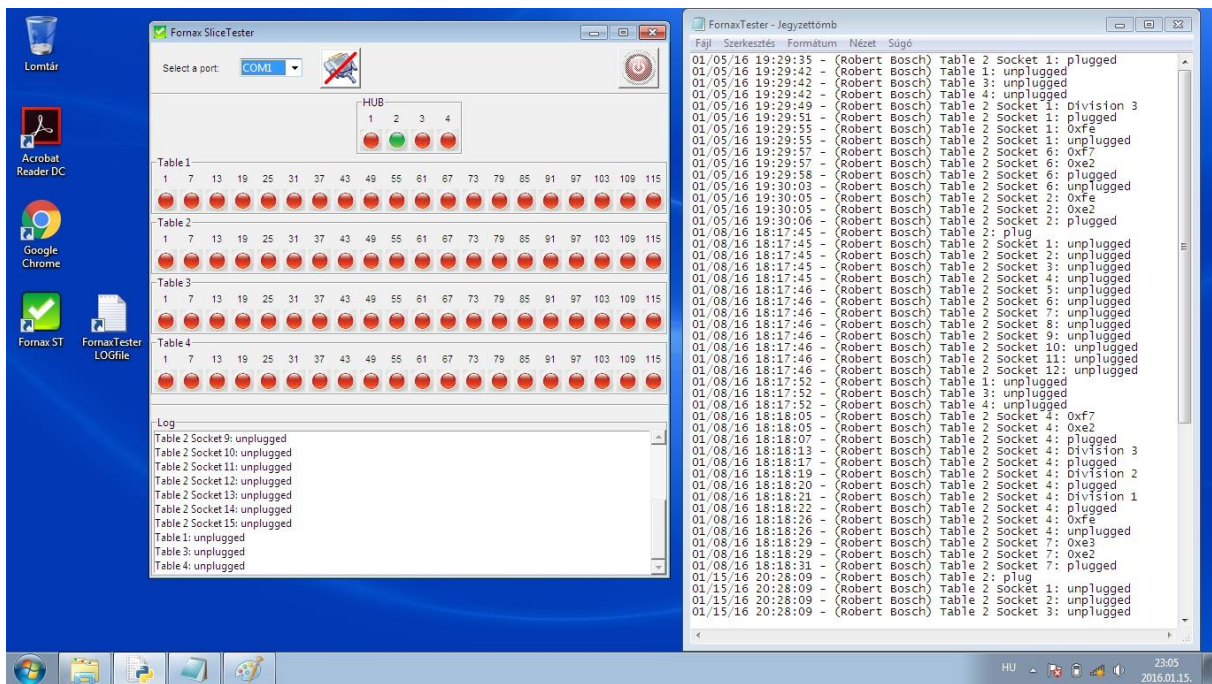 Lomtár
Acrobat
Reader DC
Google
Chrome
Fornax ST
FornaxTester
LOGfile
Fornax SliceTester
Select a port:
COM1
HUB
1 2 3 4
Table 1
1 7 13 19 25 31 37 43 49 55 61 67 73 79 85 91 97 103 109 115
Table 2
1 7 13 19 25 31 37 43 49 55 61 67 73 79 85 91 97 103 109 115
Table 3
1 7 13 19 25 31 37 43 49 55 61 67 73 79 85 91 97 103 109 115
Table 4
1 7 13 19 25 31 37 43 49 55 61 67 73 79 85 91 97 103 109 115
Log
Table 2 Socket 9: unplugged
Table 2 Socket 10: unplugged
Table 2 Socket 11: unplugged
Table 2 Socket 12: unplugged
Table 2 Socket 13: unplugged
Table 2 Socket 14: unplugged
Table 2 Socket 15: unplugged
Table 1: unplugged
Table 3: unplugged
Table 4: unplugged
FornaxTester - Jegyzettömb
Fájl Szerkesztés Formátum Nézet Súgó
01/05/16 19:29:35 - (Robert Bosch) Table 2 Socket 1: plugged
01/05/16 19:29:42 - (Robert Bosch) Table 1: unplugged
01/05/16 19:29:42 - (Robert Bosch) Table 3: unplugged
01/05/16 19:29:42 - (Robert Bosch) Table 4: unplugged
01/05/16 19:29:49 - (Robert Bosch) Table 2 Socket 1: Division 3
01/05/16 19:29:51 - (Robert Bosch) Table 2 Socket 1: plugged
01/05/16 19:29:55 - (Robert Bosch) Table 2 Socket 1: 0xfe
01/05/16 19:29:55 - (Robert Bosch) Table 2 Socket 1: unplugged
01/05/16 19:29:57 - (Robert Bosch) Table 2 Socket 6: 0xf7
01/05/16 19:29:57 - (Robert Bosch) Table 2 Socket 6: 0xe2
01/05/16 19:29:58 - (Robert Bosch) Table 2 Socket 6: plugged
01/05/16 19:30:03 - (Robert Bosch) Table 2 Socket 6: unplugged
01/05/16 19:30:05 - (Robert Bosch) Table 2 Socket 2: 0xfe
01/05/16 19:30:05 - (Robert Bosch) Table 2 Socket 2: 0xe2
01/05/16 19:30:06 - (Robert Bosch) Table 2 Socket 2: plugged
01/08/16 18:17:45 - (Robert Bosch) Table 2: plug
01/08/16 18:17:45 - (Robert Bosch) Table 2 Socket 1: unplugged
01/08/16 18:17:45 - (Robert Bosch) Table 2 Socket 2: unplugged
01/08/16 18:17:45 - (Robert Bosch) Table 2 Socket 3: unplugged
01/08/16 18:17:45 - (Robert Bosch) Table 2 Socket 4: unplugged
01/08/16 18:17:46 - (Robert Bosch) Table 2 Socket 5: unplugged
01/08/16 18:17:46 - (Robert Bosch) Table 2 Socket 6: unplugged
01/08/16 18:17:46 - (Robert Bosch) Table 2 Socket 7: unplugged
01/08/16 18:17:46 - (Robert Bosch) Table 2 Socket 8: unplugged
01/08/16 18:17:46 - (Robert Bosch) Table 2 Socket 9: unplugged
01/08/16 18:17:46 - (Robert Bosch) Table 2 Socket 10: unplugged
01/08/16 18:17:46 - (Robert Bosch) Table 2 Socket 11: unplugged
01/08/16 18:17:46 - (Robert Bosch) Table 2 Socket 12: unplugged
01/08/16 18:17:52 - (Robert Bosch) Table 1: unplugged
01/08/16 18:17:52 - (Robert Bosch) Table 3: unplugged
01/08/16 18:17:52 - (Robert Bosch) Table 4: unplugged
01/08/16 18:18:05 - (Robert Bosch) Table 2 Socket 4: 0xf7
01/08/16 18:18:05 - (Robert Bosch) Table 2 Socket 4: 0xe2
01/08/16 18:18:07 - (Robert Bosch) Table 2 Socket 4: plugged
01/08/16 18:18:13 - (Robert Bosch) Table 2 Socket 4: Division 3
01/08/16 18:18:17 - (Robert Bosch) Table 2 Socket 4: plugged
01/08/16 18:18:19 - (Robert Bosch) Table 2 Socket 4: Division 2
01/08/16 18:18:20 - (Robert Bosch) Table 2 Socket 4: plugged
01/08/16 18:18:21 - (Robert Bosch) Table 2 Socket 4: Division 1
01/08/16 18:18:22 - (Robert Bosch) Table 2 Socket 4: plugged
01/08/16 18:18:26 - (Robert Bosch) Table 2 Socket 4: 0xfe
01/08/16 18:18:26 - (Robert Bosch) Table 2 Socket 4: unplugged
01/08/16 18:18:29 - (Robert Bosch) Table 2 Socket 7: 0xe3
01/08/16 18:18:29 - (Robert Bosch) Table 2 Socket 7: 0xe2
01/08/16 18:18:31 - (Robert Bosch) Table 2 Socket 7: plugged
01/15/16 20:28:09 - (Robert Bosch) Table 2: plug
01/15/16 20:28:09 - (Robert Bosch) Table 2 Socket 1: unplugged
01/15/16 20:28:09 - (Robert Bosch) Table 2 Socket 2: unplugged
01/15/16 20:28:09 - (Robert Bosch) Table 2 Socket 3: unplugged
HU
23:05
2016.01.15.